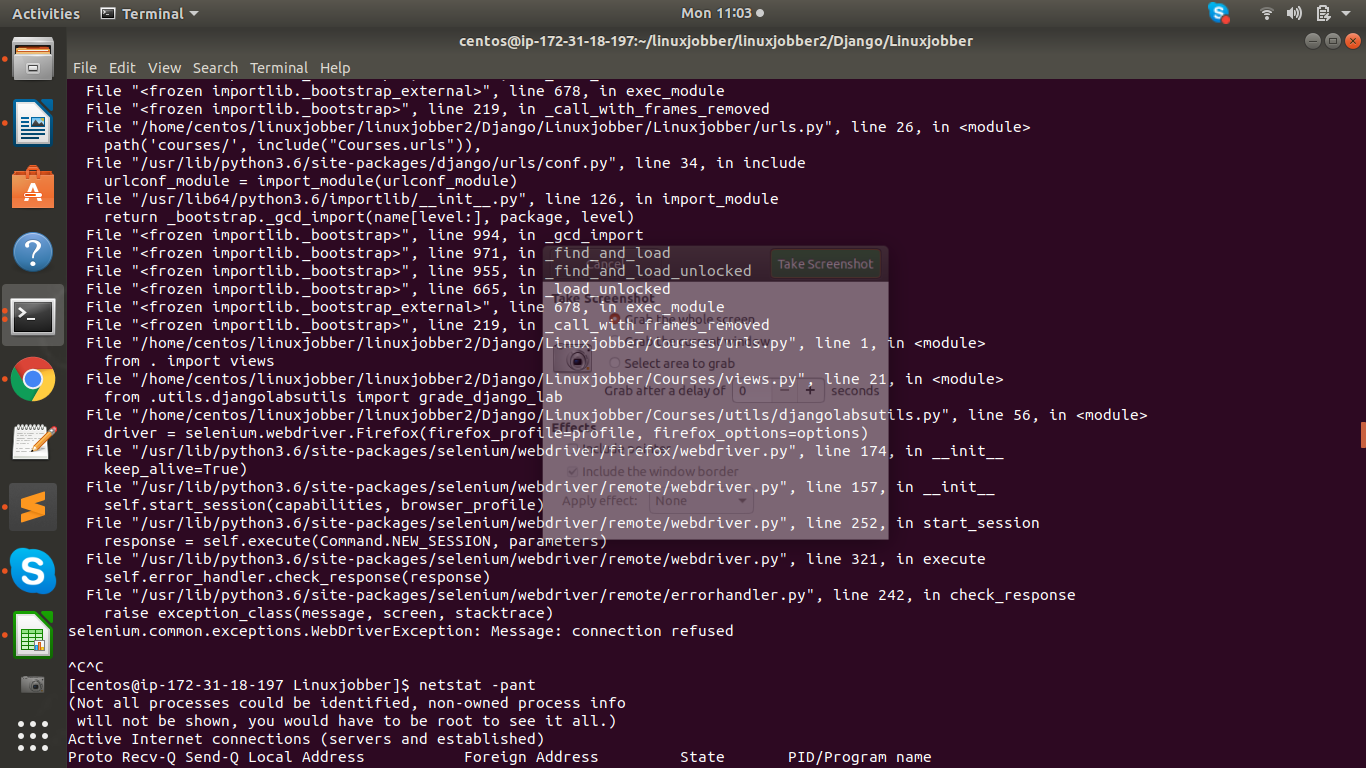 Activities Terminal Mon 11:03
centos@ip-172-31-18-197:~/linuxjobber/linuxjobber2/Django/Linuxjobber
File Edit View Search Terminal Help
File "<frozen importlib._bootstrap_external>", line 678, in exec_module
File "<frozen importlib._bootstrap>", line 219, in _call_with_frames_removed
File "/home/centos/linuxjobber/linuxjobber2/Django/Linuxjobber/Linuxjobber/urls.py", line 26, in <module>
path('courses/', include("Courses.urls")),
File "/usr/lib/python3.6/site-packages/django/urls/conf.py", line 34, in include
urlconf_module = import_module(urlconf_module)
File "/usr/lib64/python3.6/importlib/__init__.py", line 126, in import_module
return _bootstrap._gcd_import(name[level:], package, level)
File "<frozen importlib._bootstrap>", line 994, in _gcd_import
File "<frozen importlib._bootstrap>", line 971, in _find_and_load
File "<frozen importlib._bootstrap>", line 955, in _find_and_load_unlocked
File "<frozen importlib._bootstrap>", line 665, in _load_unlocked
File "<frozen importlib._bootstrap_external>", line 678, in exec_module
File "<frozen importlib._bootstrap>", line 219, in _call_with_frames_removed
File "/home/centos/linuxjobber/linuxjobber2/Django/Linuxjobber/Courses/urls.py", line 1, in <module>
from . import views
File "/home/centos/linuxjobber/linuxjobber2/Django/Linuxjobber/Courses/views.py", line 21, in <module>
from .utils.djangolabsutils import grade_django_lab
File "/home/centos/linuxjobber/linuxjobber2/Django/Linuxjobber/Courses/utils/djangolabsutils.py", line 56, in <module>
driver = selenium.webdriver.Firefox(firefox_profile=profile, firefox_options=options)
File "/usr/lib/python3.6/site-packages/selenium/webdriver/firefox/webdriver.py", line 174, in __init__
keep_alive=True)
File "/usr/lib/python3.6/site-packages/selenium/webdriver/remote/webdriver.py", line 157, in __init__
self.start_session(capabilities, browser_profile)
File "/usr/lib/python3.6/site-packages/selenium/webdriver/remote/webdriver.py", line 252, in start_session
response = self.execute(Command.NEW_SESSION, parameters)
File "/usr/lib/python3.6/site-packages/selenium/webdriver/remote/webdriver.py", line 321, in execute
self.error_handler.check_response(response)
File "/usr/lib/python3.6/site-packages/selenium/webdriver/remote/errorhandler.py", line 242, in check_response
raise exception_class(message, screen, stacktrace)
selenium.common.exceptions.WebDriverException: Message: connection refused
^C^C
[centos@ip-172-31-18-197 Linuxjobber]$ netstat -pant
(Not all processes could be identified, non-owned process info
will not be shown, you would have to be root to see it all.)
Active Internet connections (servers and established)
Proto Recv-Q Send-Q Local Address Foreign Address State PID/Program name
Cancel Take Screenshot
Take Screenshot
Grab the whole screen
Select area to grab
Grab after a delay of 0 - + seconds
Effects
Include the window border
Apply effect: None